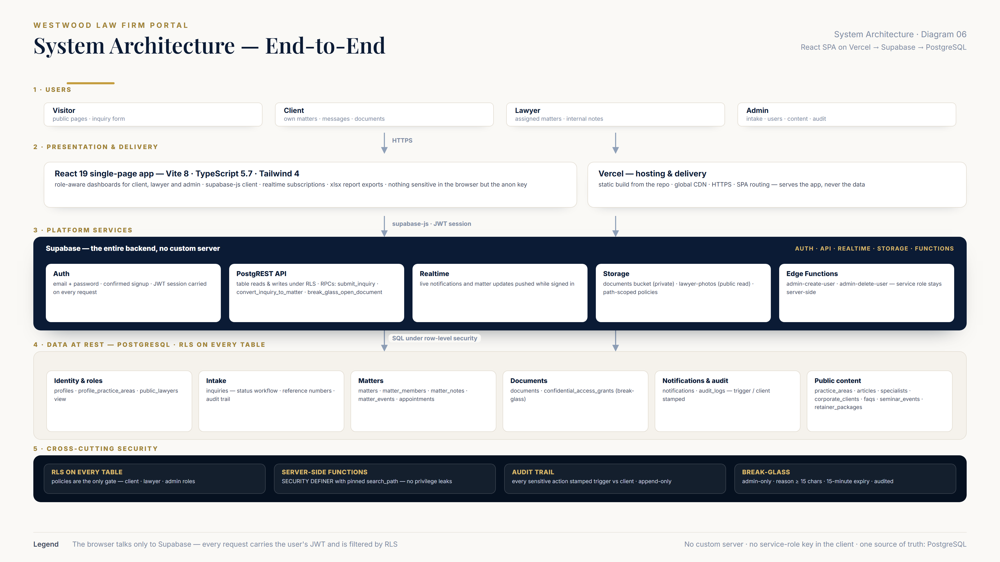 WESTWOOD LAW FIRM PORTAL
System Architecture — End-to-End
System Architecture · Diagram 06
React SPA on Vercel → Supabase → PostgreSQL
1 · USERS
Visitor
public pages · inquiry form
Client
own matters · messages · documents
Lawyer
assigned matters · internal notes
Admin
intake · users · content · audit
HTTPS
2 · PRESENTATION & DELIVERY
React 19 single-page app — Vite 8 · TypeScript 5.7 · Tailwind 4
role-aware dashboards for client, lawyer and admin · supabase-js client · realtime subscriptions · xlsx report exports · nothing sensitive in the browser but the anon key
Vercel — hosting & delivery
static build from the repo · global CDN · HTTPS · SPA routing — serves the app, never the data
supabase-js · JWT session
3 · PLATFORM SERVICES
Supabase — the entire backend, no custom server
AUTH · API · REALTIME · STORAGE · FUNCTIONS
Auth
email + password · confirmed signup · JWT session carried
on every request
PostgREST API
table reads & writes under RLS · RPCs: submit_inquiry ·
convert_inquiry_to_matter · break_glass_open_document
Realtime
live notifications and matter updates pushed while signed in
Storage
documents bucket (private) · lawyer-photos (public read) ·
path-scoped policies
Edge Functions
admin-create-user · admin-delete-user — service role stays
server-side
SQL under row-level security
4 · DATA AT REST — POSTGRESQL · RLS ON EVERY TABLE
Identity & roles
profiles · profile_practice_areas · public_lawyers
view
Intake
inquiries — status workflow · reference numbers ·
audit trail
Matters
matters · matter_members · matter_notes ·
matter_events · appointments
Documents
documents · confidential_access_grants (break-
glass)
Notifications & audit
notifications · audit_logs — trigger / client
stamped
Public content
practice_areas · articles · specialists ·
corporate_clients · faqs · seminar_events ·
retainer_packages
5 · CROSS-CUTTING SECURITY
RLS ON EVERY TABLE
policies are the only gate — client · lawyer · admin roles
SERVER-SIDE FUNCTIONS
SECURITY DEFINER with pinned search_path — no privilege leaks
AUDIT TRAIL
every sensitive action stamped trigger vs client · append-only
BREAK-GLASS
admin-only · reason ≥ 15 chars · 15-minute expiry · audited
Legend
The browser talks only to Supabase — every request carries the user's JWT and is filtered by RLS
No custom server · no service-role key in the client · one source of truth: PostgreSQL